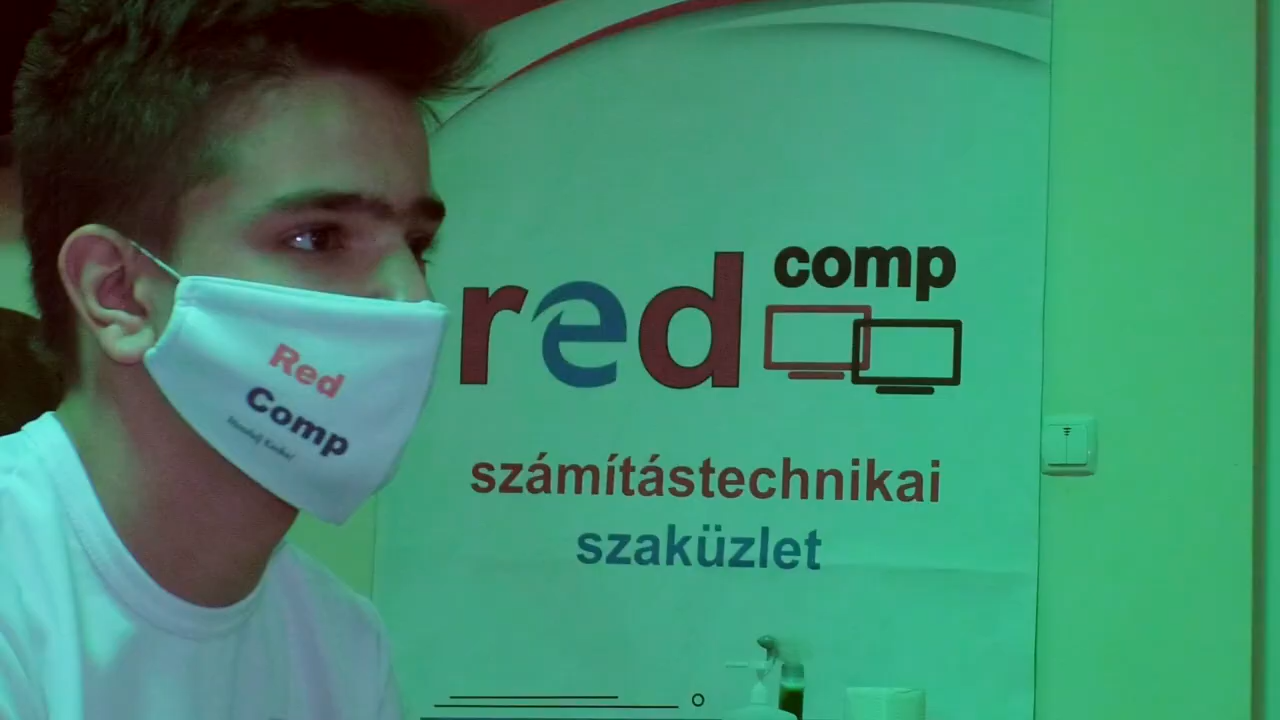 red comp
számítástechnikai
szaküzlet
Red
Comp